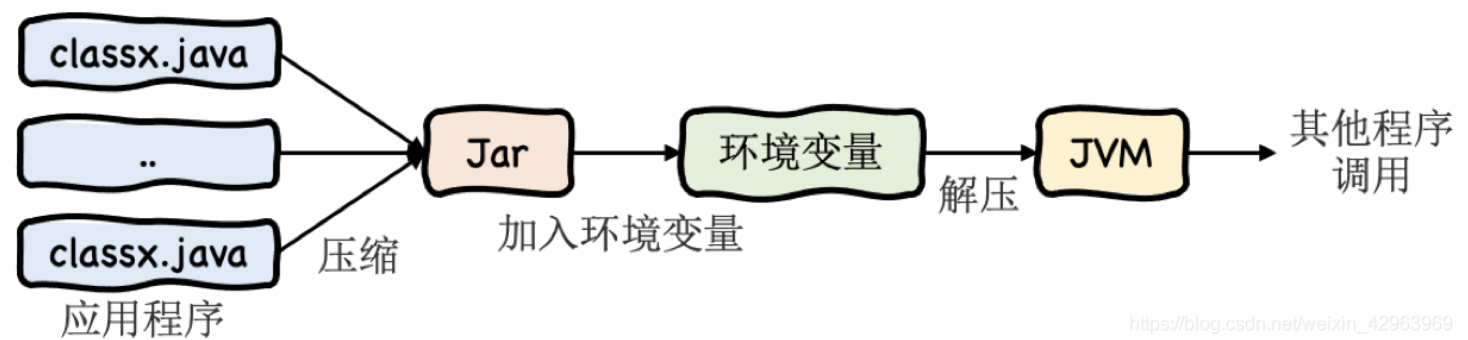 classx.java
..
classx.java
应用程序
压缩
Jar
加入环境变量
环境变量
解压
JVM
其他程序
调用
https://blog.csdn.net/weixin_42963969